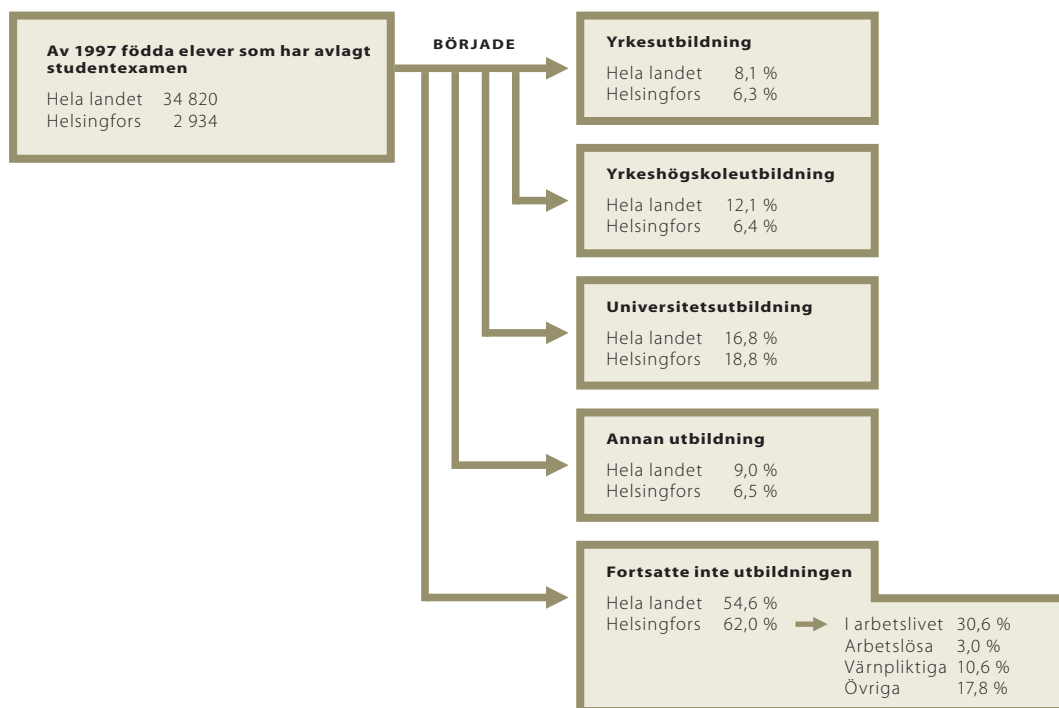 Av 1997 födda elever som har avlagt
studentexamen
Hela landet 34 820
Helsingfors 2 934
BÖRJADE
Yrkesutbildning
Hela landet 8,1 %
Helsingfors 6,3 %
Yrkeshögskoleutbildning
Hela landet 12,1 %
Helsingfors 6,4 %
Universitetsutbildning
Hela landet 16,8 %
Helsingfors 18,8 %
Annan utbildning
Hela landet 9,0 %
Helsingfors 6,5 %
Fortsatte inte utbildningen
Hela landet 54,6 %
Helsingfors 62,0 %
I arbetslivet 30,6 %
Arbetslösa 3,0 %
Värnpliktiga 10,6 %
Övriga 17,8 %